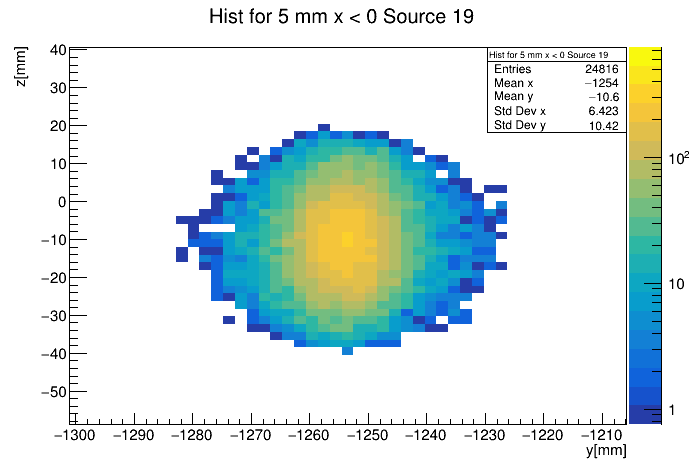 Hist for 5 mm x < 0 Source 19
z[mm]
40
30
20
10
0
−10
−20
−30
−40
−50
Hist for 5 mm x < 0 Source 19
Entries 24816
Mean x −1254
Mean y −10.6
Std Dev x 6.423
Std Dev y 10.42
10²
10
1
−1300 −1290 −1280 −1270 −1260 −1250 −1240 −1230 −1220 −1210
y[mm]